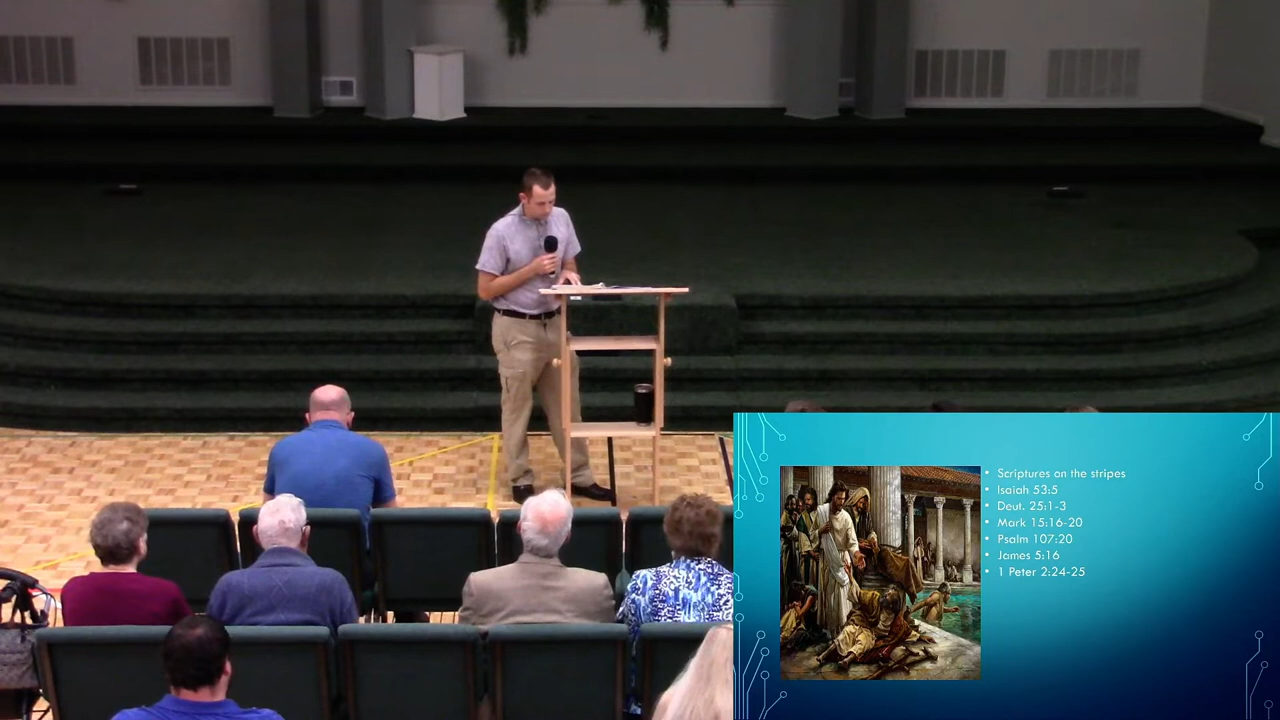 Scriptures on the stripes
Isaiah 53:5
Deut. 25:1-3
Mark 15:16-20
Psalm 107:20
James 5:16
1 Peter 2:24-25